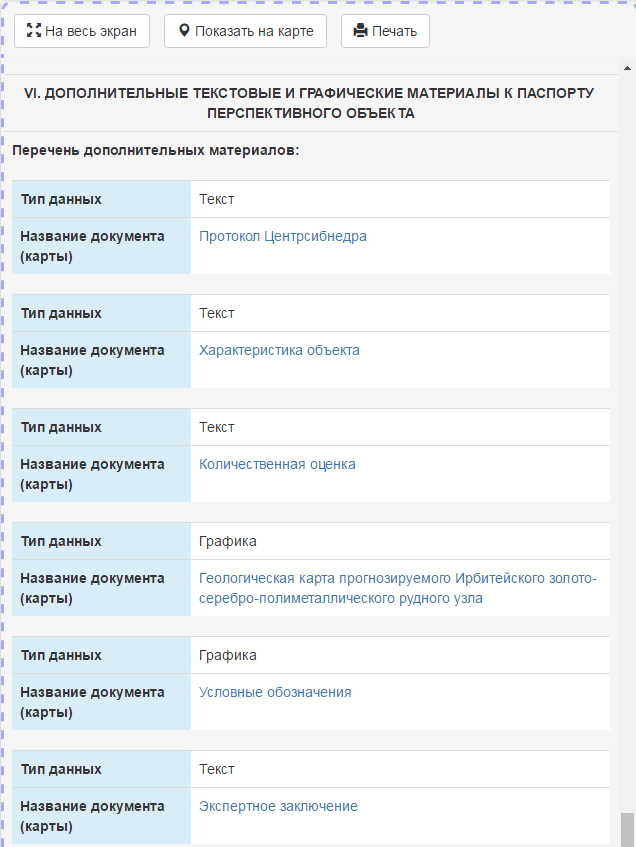 На весь экран
Показать на карте
Печать
VI. ДОПОЛНИТЕЛЬНЫЕ ТЕКСТОВЫЕ И ГРАФИЧЕСКИЕ МАТЕРИАЛЫ К ПАСПОРТУ
ПЕРСПЕКТИВНОГО ОБЪЕКТА
Перечень дополнительных материалов:
Тип данных Текст
Название документа Протокол Центрсибнедра
(карты)
Тип данных Текст
Название документа Характеристика объекта
(карты)
Тип данных Текст
Название документа Количественная оценка
(карты)
Тип данных Графика
Название документа Геологическая карта прогнозируемого Ирбитейского золото-
(карты) серебро-полиметаллического рудного узла
Тип данных Графика
Название документа Условные обозначения
(карты)
Тип данных Текст
Название документа Экспертное заключение
(карты)